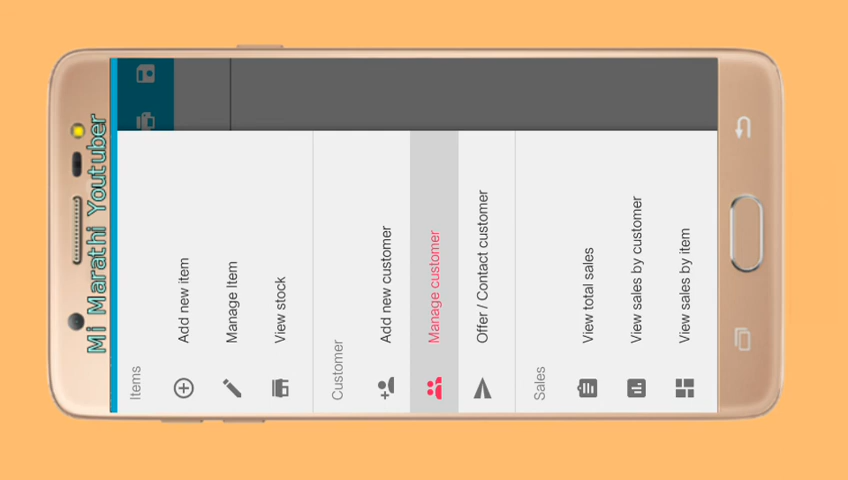 Mi Marathi Youtuber
Items
Add new item
Manage Item
View stock
Customer
Add new customer
Manage customer
Offer / Contact customer
Sales
View total sales
View sales by customer
View sales by item